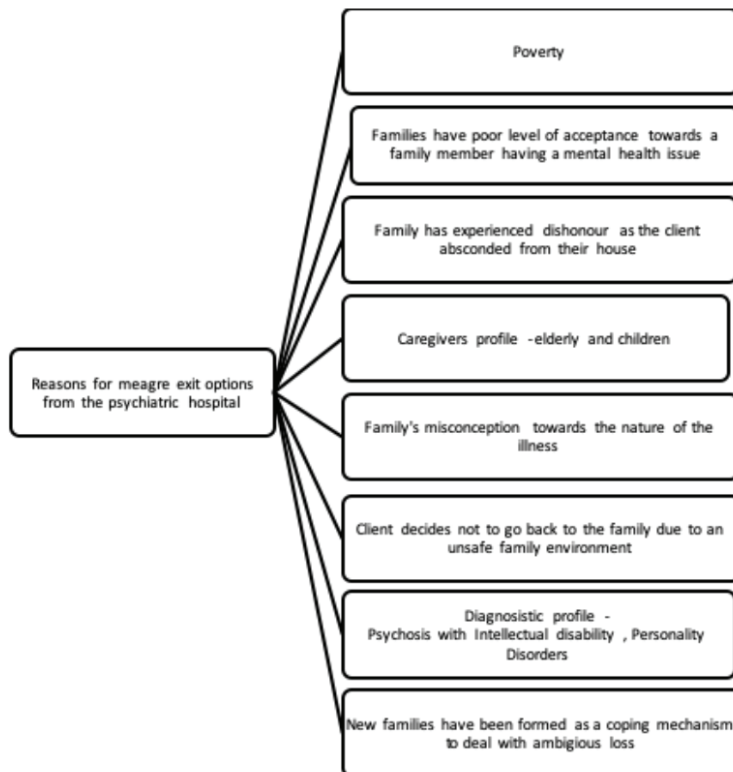 Poverty
Families have poor level of acceptance towards a
family member having a mental health issue
Family has experienced dishonour as the client
absconded from their house
Caregivers profile -elderly and children
Reasons for meagre exit options
from the psychiatric hospital
Family's misconception towards the nature of the
illness
Client decides not to go back to the family due to an
unsafe family environment
Diagnosistic profile -
Psychosis with Intellectual disability , Personality
Disorders
New families have been formed as a coping mechanism
to deal with ambigious loss